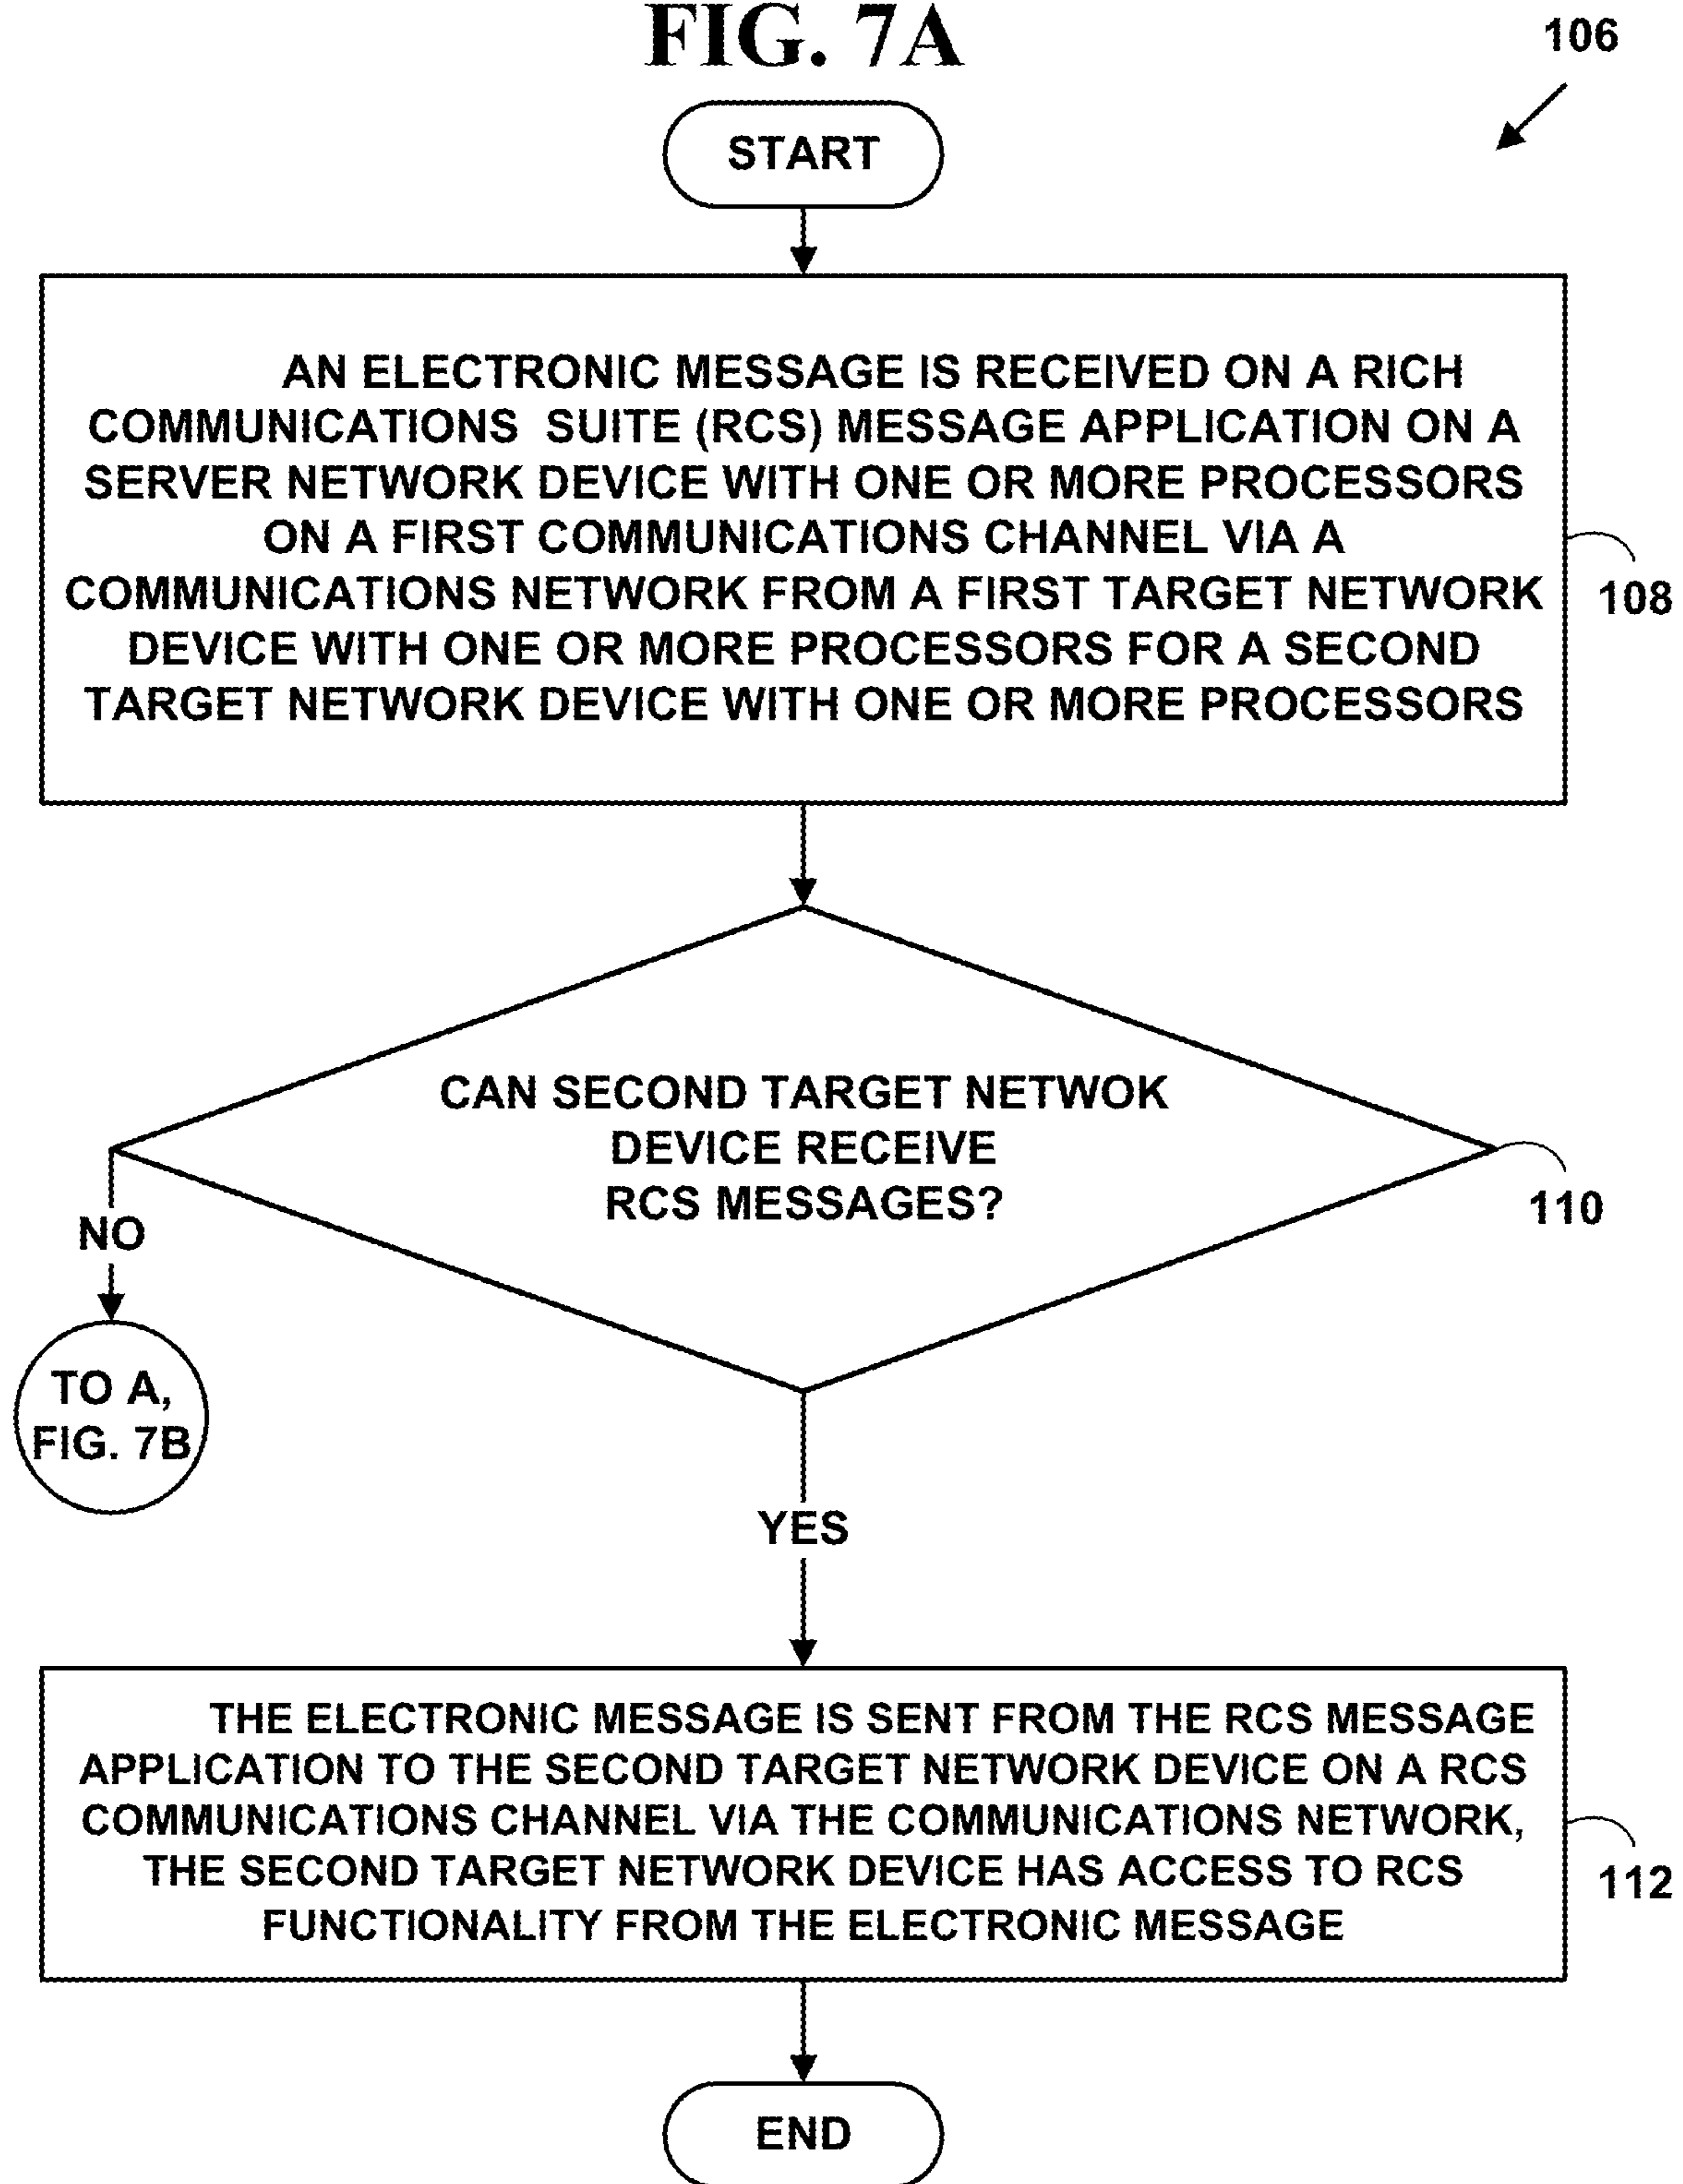 FIG. 7A
106
START
AN ELECTRONIC MESSAGE IS RECEIVED ON A RICH
COMMUNICATIONS SUITE (RCS) MESSAGE APPLICATION ON A
SERVER NETWORK DEVICE WITH ONE OR MORE PROCESSORS
ON A FIRST COMMUNICATIONS CHANNEL VIA A
COMMUNICATIONS NETWORK FROM A FIRST TARGET NETWORK
DEVICE WITH ONE OR MORE PROCESSORS FOR A SECOND
TARGET NETWORK DEVICE WITH ONE OR MORE PROCESSORS
108
CAN SECOND TARGET NETWOK
DEVICE RECEIVE
RCS MESSAGES?
110
NO
TO A,
FIG. 7B
YES
THE ELECTRONIC MESSAGE IS SENT FROM THE RCS MESSAGE
APPLICATION TO THE SECOND TARGET NETWORK DEVICE ON A RCS
COMMUNICATIONS CHANNEL VIA THE COMMUNICATIONS NETWORK,
THE SECOND TARGET NETWORK DEVICE HAS ACCESS TO RCS
FUNCTIONALITY FROM THE ELECTRONIC MESSAGE
112
END